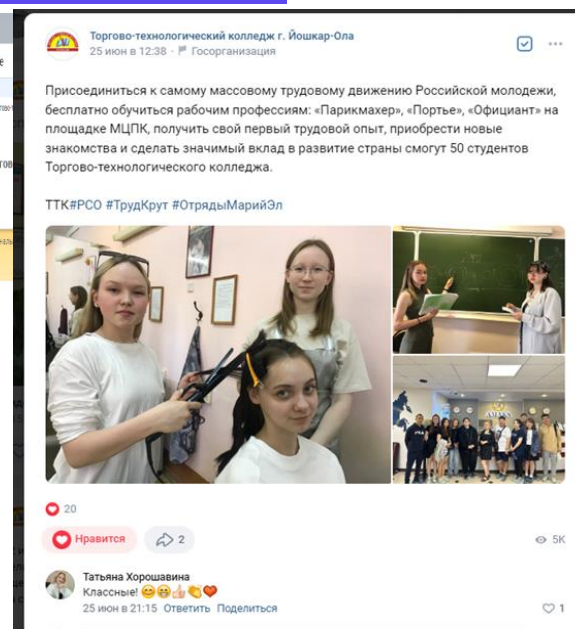 Торгово-технологический колледж г. Йошкар-Ола
25 июн в 12:38 · Госорганизация
Присоединиться к самому массовому трудовому движению Российской молодежи,
бесплатно обучиться рабочим профессиям: «Парикмахер», «Портье», «Официант» на
площадке МЦПК, получить свой первый трудовой опыт, приобрести новые
знакомства и сделать значимый вклад в развитие страны смогут 50 студентов
Торгово-технологического колледжа.
ТТК#РСО #ТрудКрут #ОтрядыМарийЭл
20
Нравится 2 5K
Татьяна Хорошавина
Классные! 😊😁👍👏❤️
25 июн в 21:15 Ответить Поделиться 1